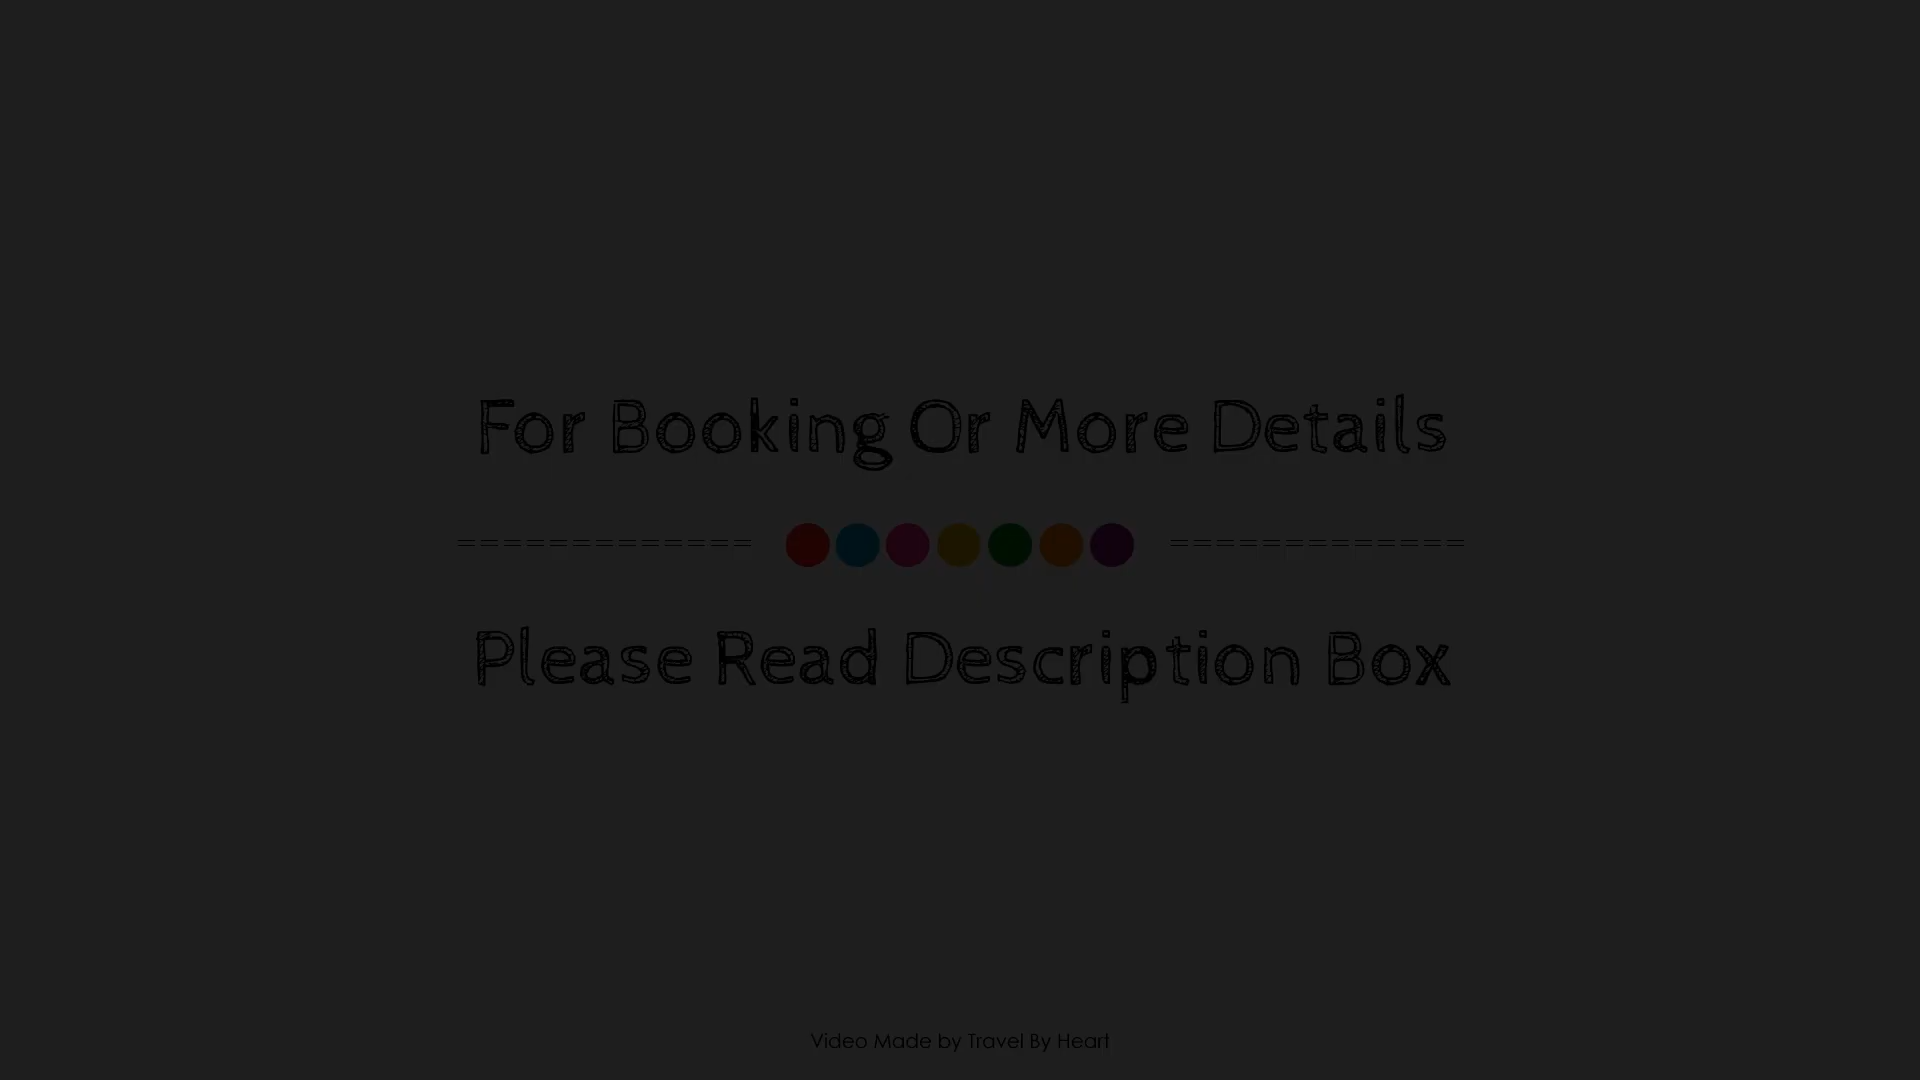 For Booking Or More Details
============= =============
Please Read Description Box
Video Made by Travel By Heart